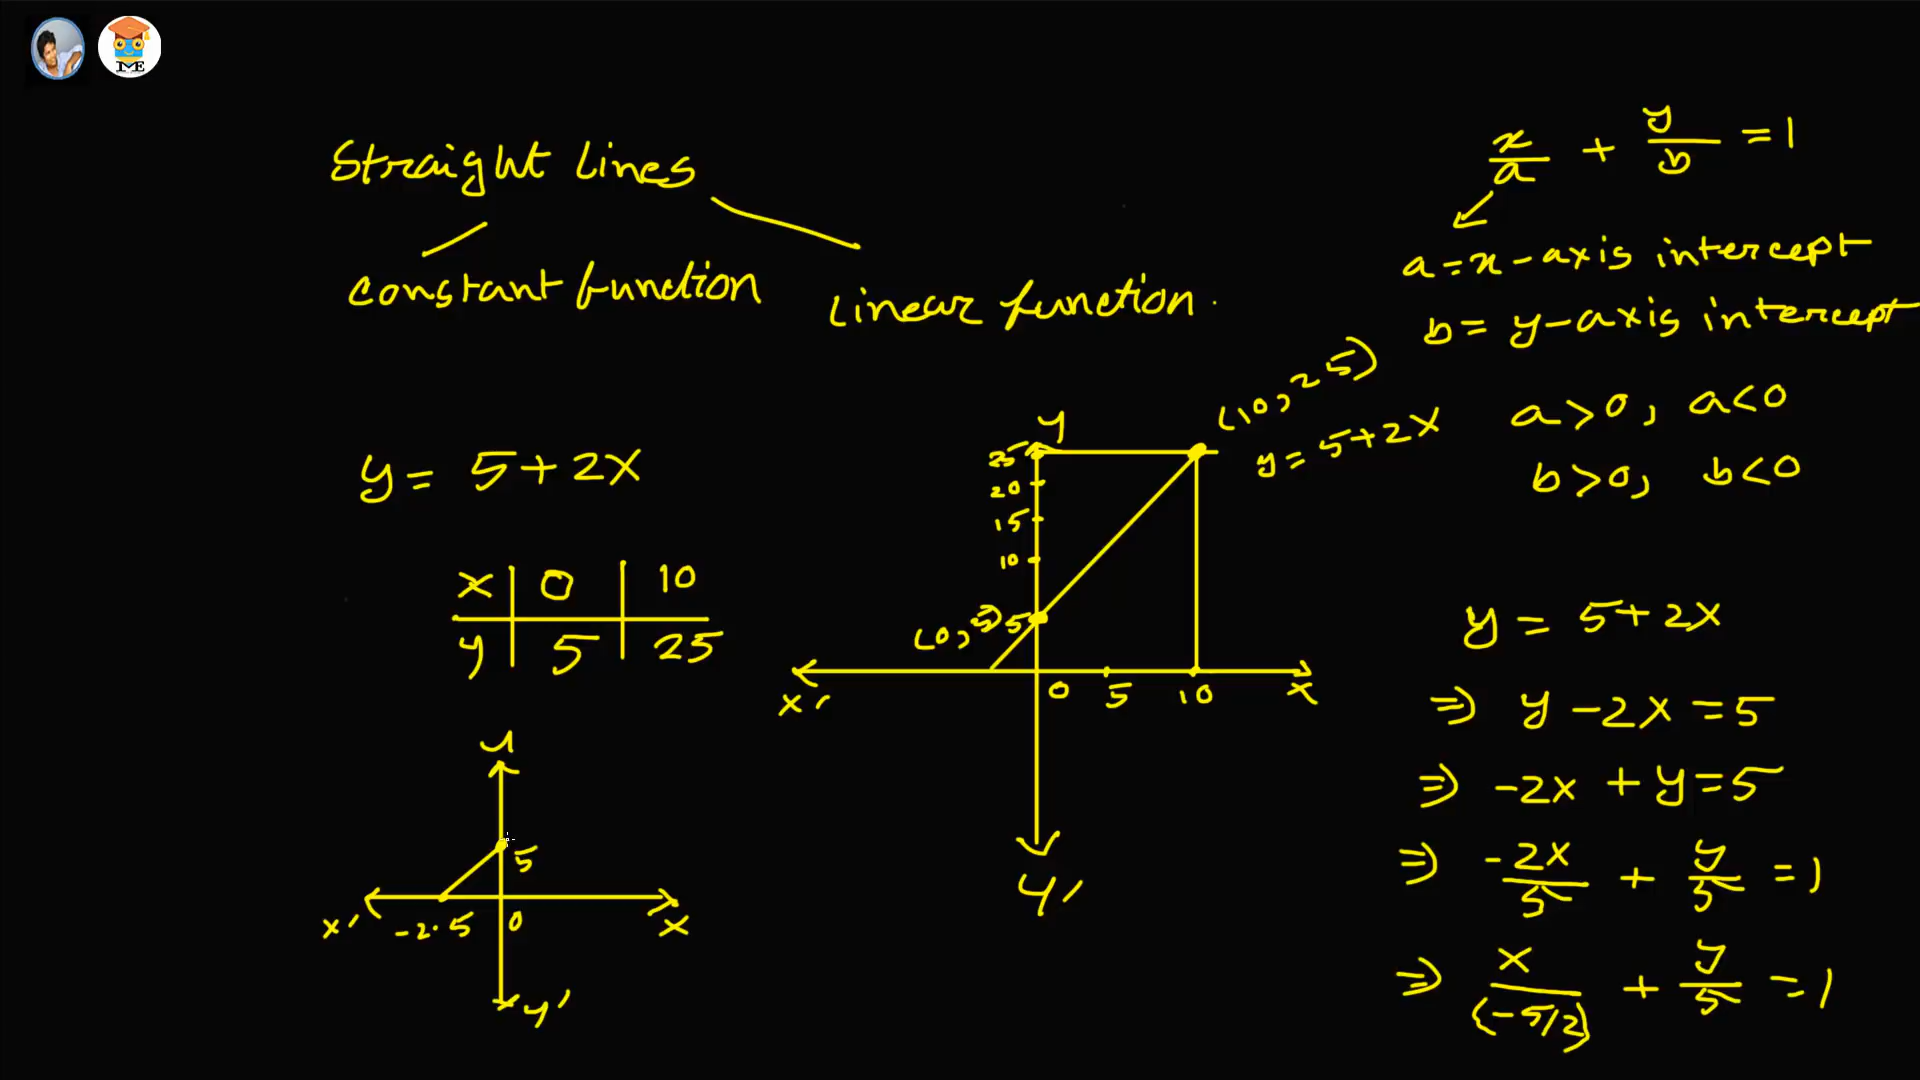 ME
Straight Lines
constant function
Linear function.
y = 5+2X
X | 0 | 10
y | 5 | 25
y
5
X' -2.5 0 X
y'
y
(10, 25)
y = 5+2X
25
20
15
10
(0, 5) 5
X' 0 5 10 X
y'
x/a + y/b = 1
a = x-axis intercept
b = y-axis intercept
a>0, a<0
b>0, b<0
y = 5+2X
⇒ y -2X = 5
⇒ -2X + y = 5
⇒ -2X/5 + y/5 = 1
⇒ X/(-5/2) + y/5 = 1